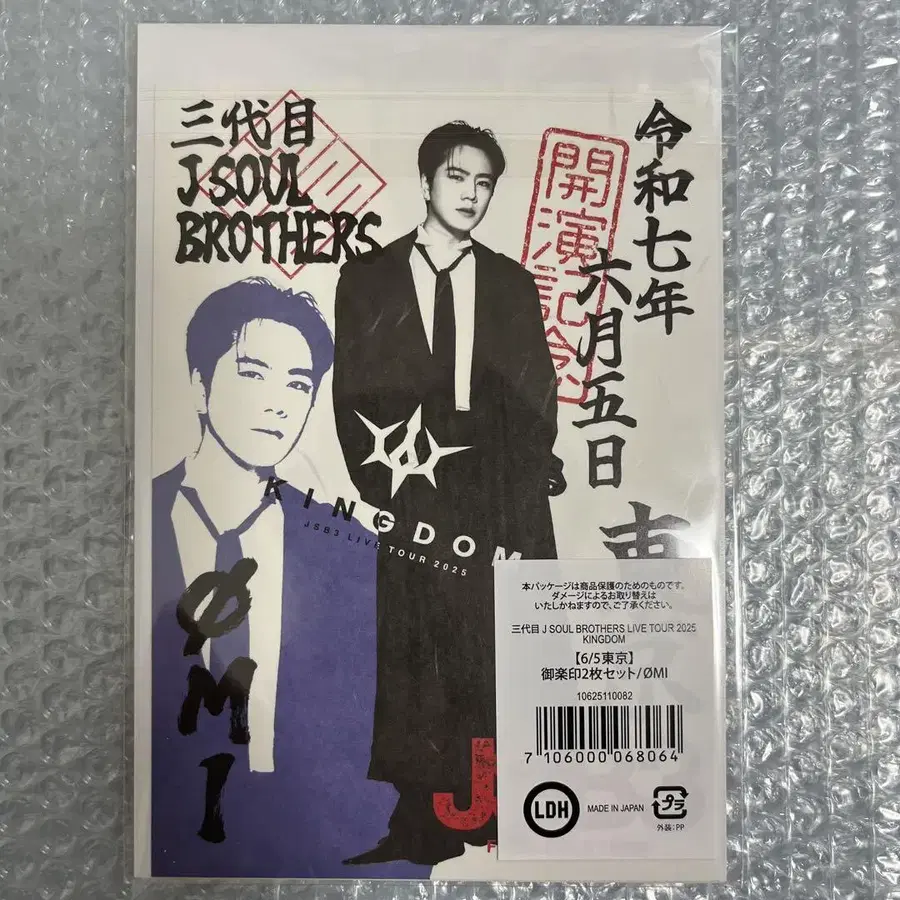 三代目
J SOUL
BROTHERS
開演記念
令和七年
六月五日
東
KINGDOM
JSB3 LIVE TOUR 2025
ØMI
J
F
本パッケージは商品保護のためのものです。
ダメージによるお取り替えは
いたしかねますので、ご了承ください。
三代目 J SOUL BROTHERS LIVE TOUR 2025
KINGDOM
【6/5東京】
御楽印2枚セット/ØMI
10625110082
7 106000 068064
LDH
MADE IN JAPAN
プラ
外装:PP